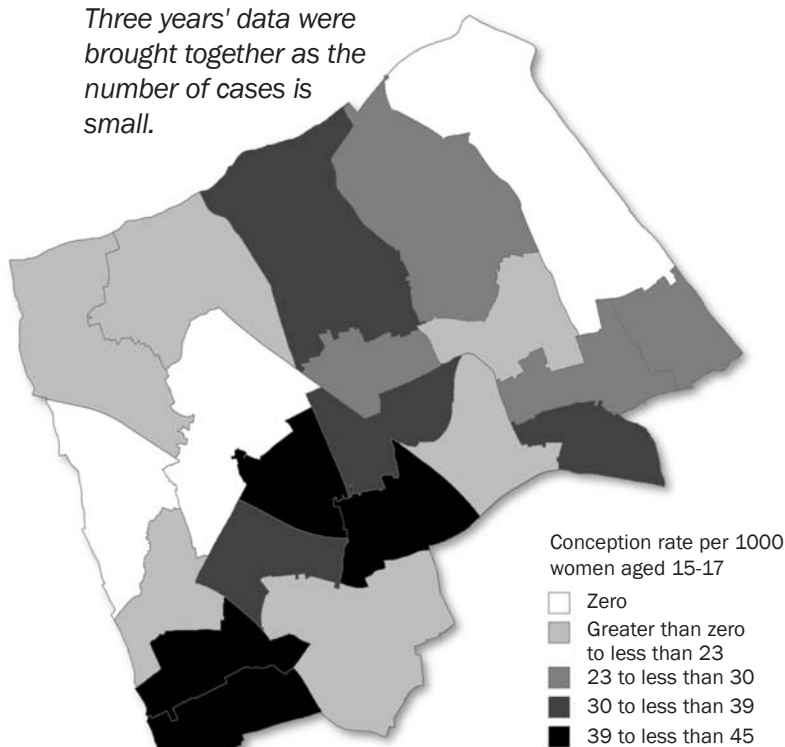 Three years' data were
brought together as the
number of cases is
small.
Conception rate per 1000
women aged 15-17
Zero
Greater than zero
to less than 23
23 to less than 30
30 to less than 39
39 to less than 45